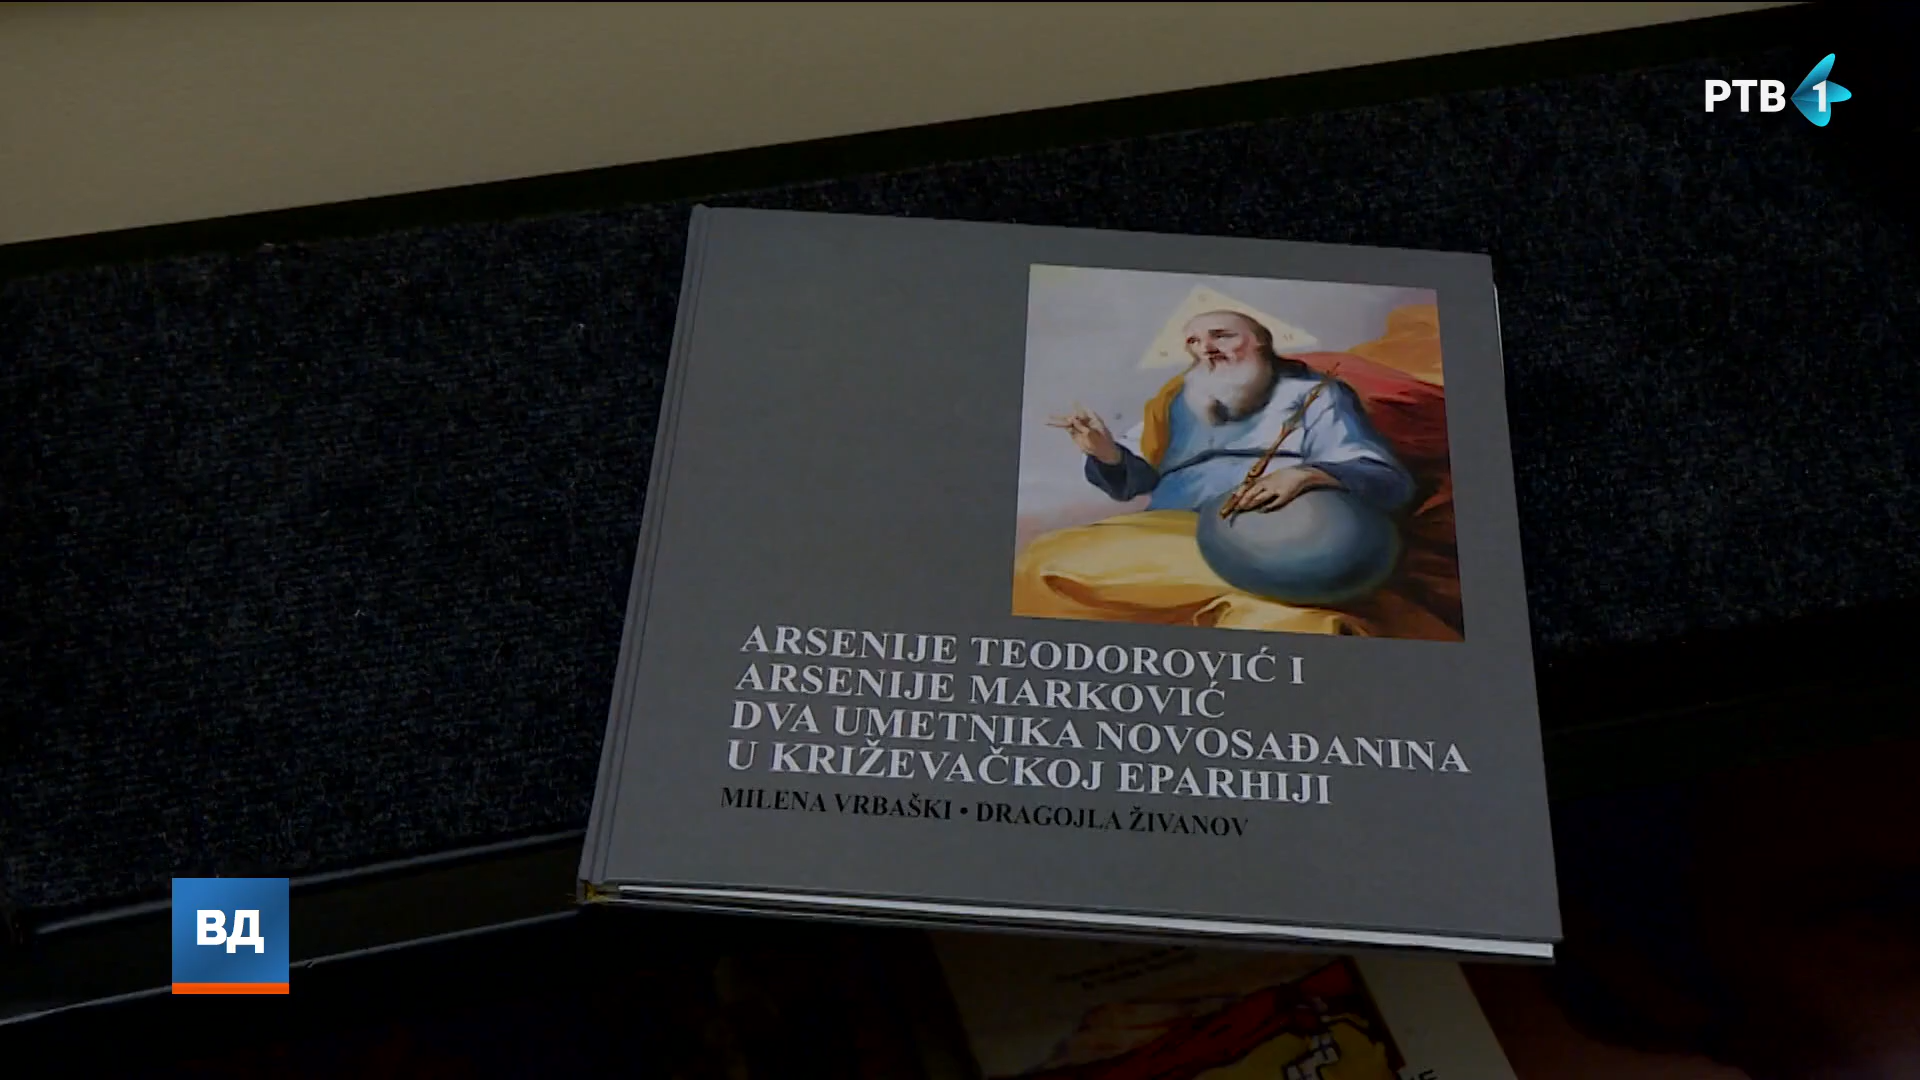 РТВ 1
ARSENIJE TEODOROVIĆ I
ARSENIJE MARKOVIĆ
DVA UMETNIKA NOVOSAĐANINA
U KRIŽEVAČKOJ EPARHIJI
MILENA VRBAŠKI • DRAGOJLA ŽIVANOV
ВД